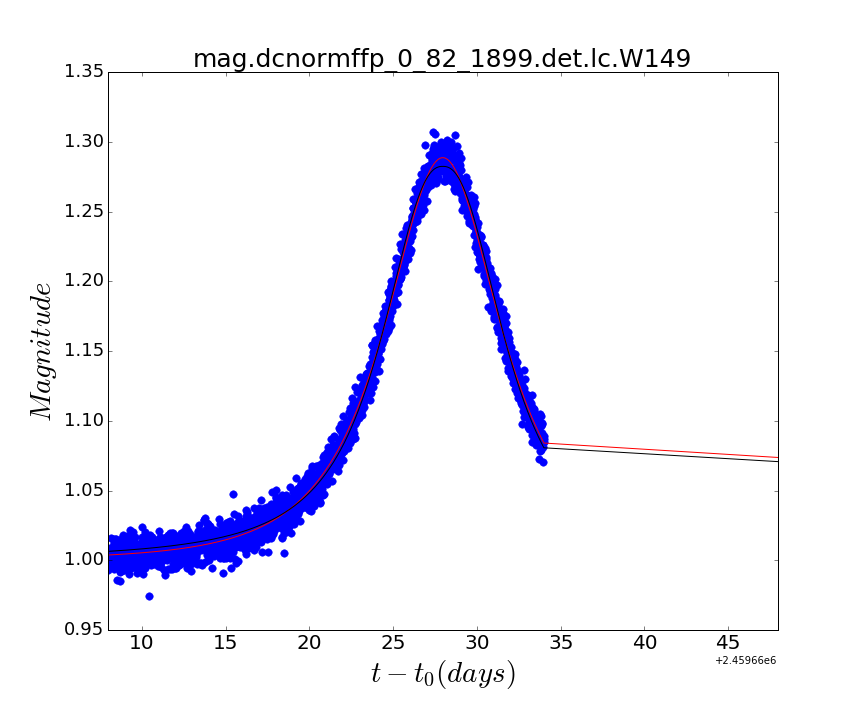 mag.dcnormffp_0_82_1899.det.lc.W149
1.35
1.30
1.25
1.20
1.15
1.10
1.05
1.00
0.95
Magnitude
10 15 20 25 30 35 40 45
+2.45966e6
t − t₀(days)